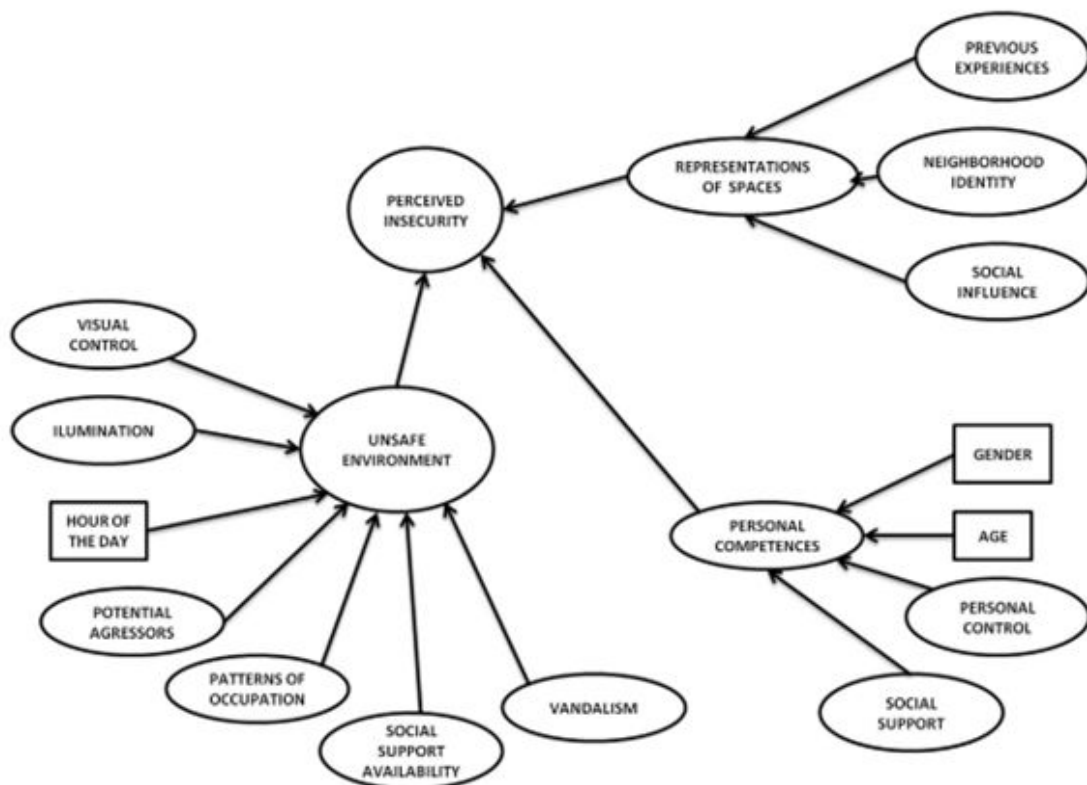 PREVIOUS
EXPERIENCES
REPRESENTATIONS
OF SPACES
NEIGHBORHOOD
IDENTITY
PERCEIVED
INSECURITY
SOCIAL
INFLUENCE
VISUAL
CONTROL
ILUMINATION
UNSAFE
ENVIRONMENT
GENDER
HOUR OF
THE DAY
PERSONAL
COMPETENCES
AGE
POTENTIAL
AGRESSORS
PERSONAL
CONTROL
PATTERNS OF
OCCUPATION
VANDALISM
SOCIAL
SUPPORT
SOCIAL
SUPPORT
AVAILABILITY